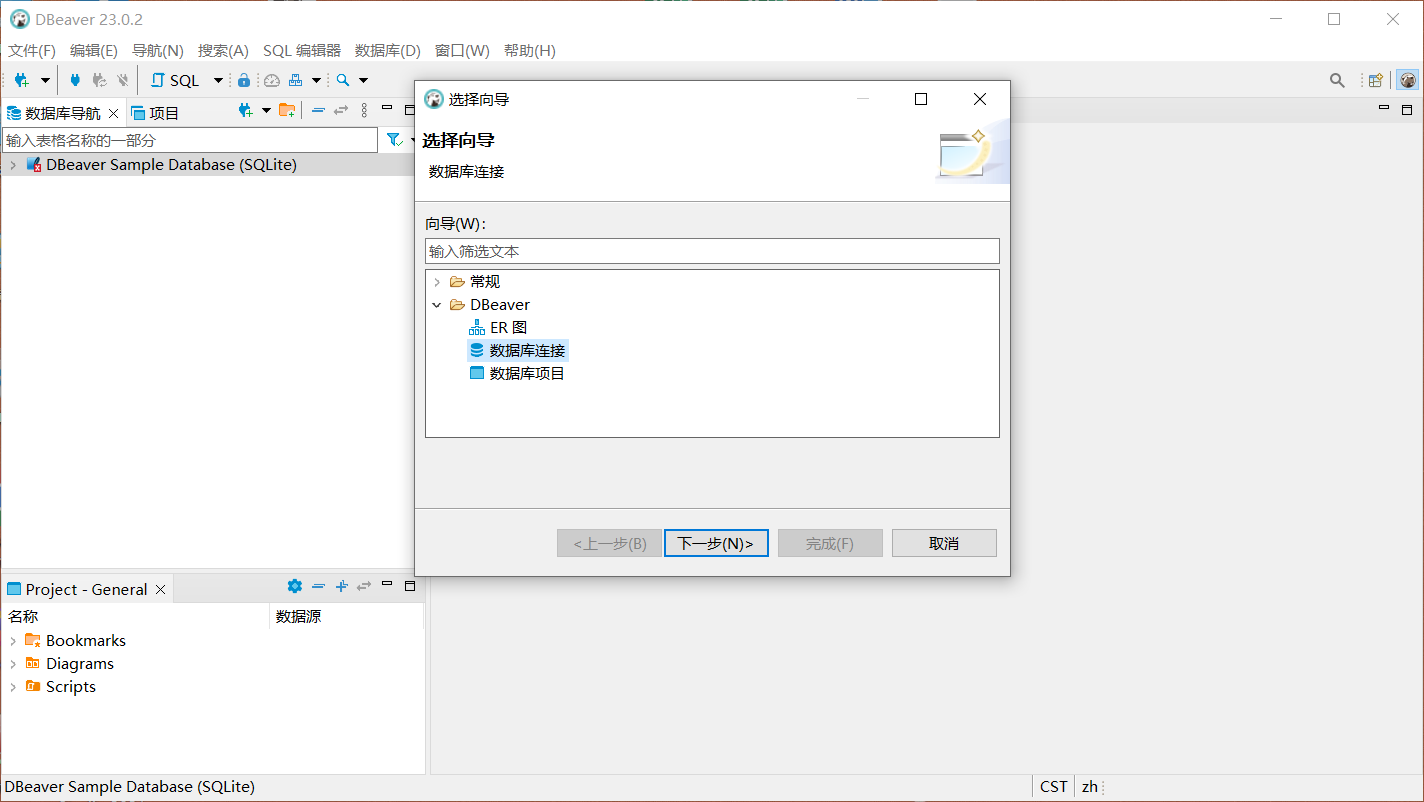 DBeaver 23.0.2
文件(F) 编辑(E) 导航(N) 搜索(A) SQL 编辑器 数据库(D) 窗口(W) 帮助(H)
SQL
数据库导航 项目
输入表格名称的一部分
DBeaver Sample Database (SQLite)
选择向导
选择向导
数据库连接
向导(W):
输入筛选文本
常规
DBeaver
ER 图
数据库连接
数据库项目
<上一步(B) 下一步(N)> 完成(F) 取消
Project - General
名称 数据源
Bookmarks
Diagrams
Scripts
DBeaver Sample Database (SQLite) CST zh